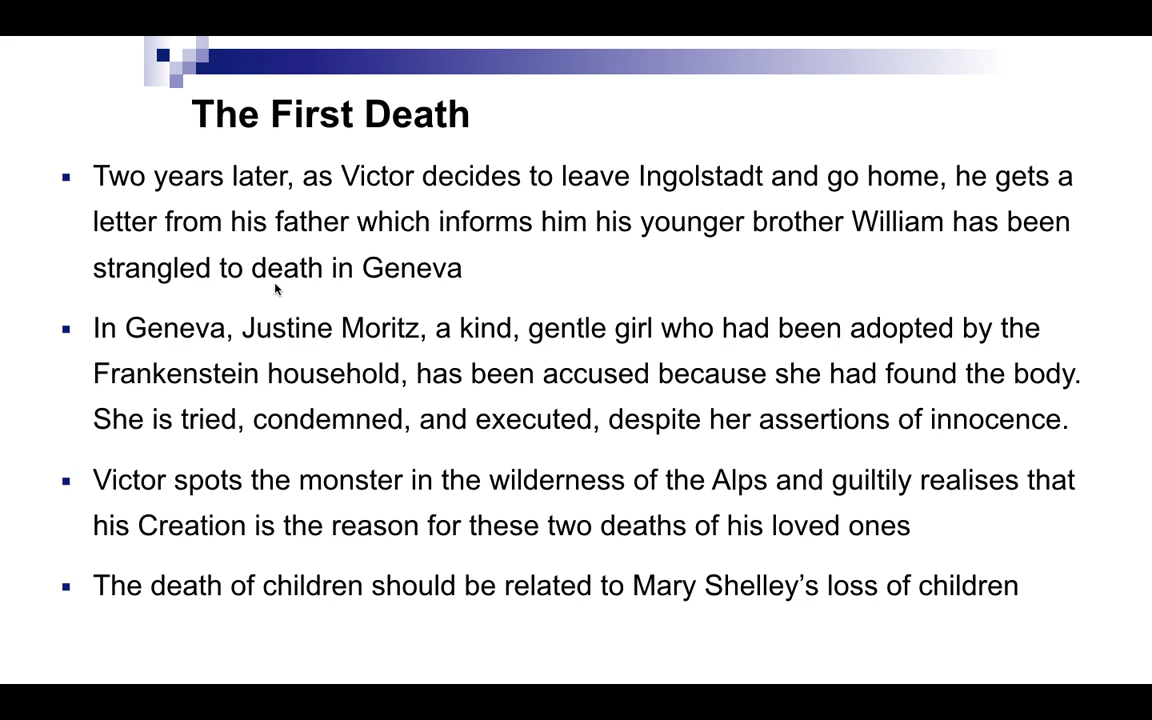 The First Death
Two years later, as Victor decides to leave Ingolstadt and go home, he gets a
letter from his father which informs him his younger brother William has been
strangled to death in Geneva
In Geneva, Justine Moritz, a kind, gentle girl who had been adopted by the
Frankenstein household, has been accused because she had found the body.
She is tried, condemned, and executed, despite her assertions of innocence.
Victor spots the monster in the wilderness of the Alps and guiltily realises that
his Creation is the reason for these two deaths of his loved ones
The death of children should be related to Mary Shelley’s loss of children